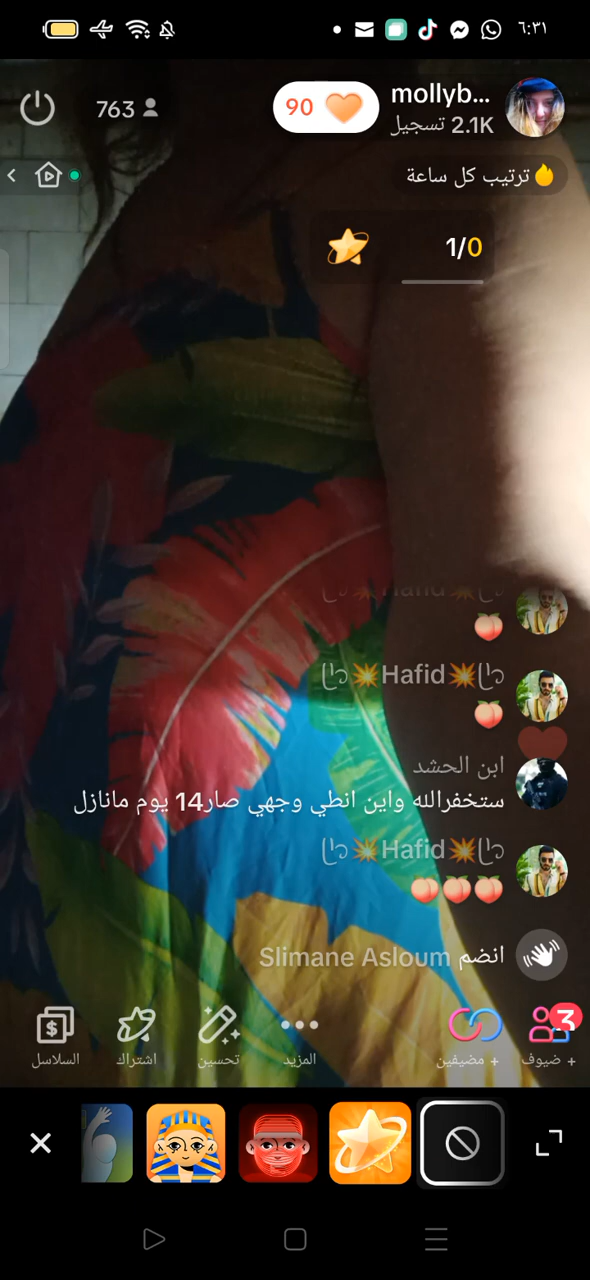 ٦:٣١
mollyb...
2.1K تسجيل
90
763
ترتيب كل ساعة
1/0
Hafid
Hafid
ابن الحشد
ستخفرالله واين انطي وجهي صار14 يوم مانازل
Hafid
Slimane Asloum انضم
3
+ ضيوف
+ مضيفين
المزيد
تحسين
اشتراك
السلاسل